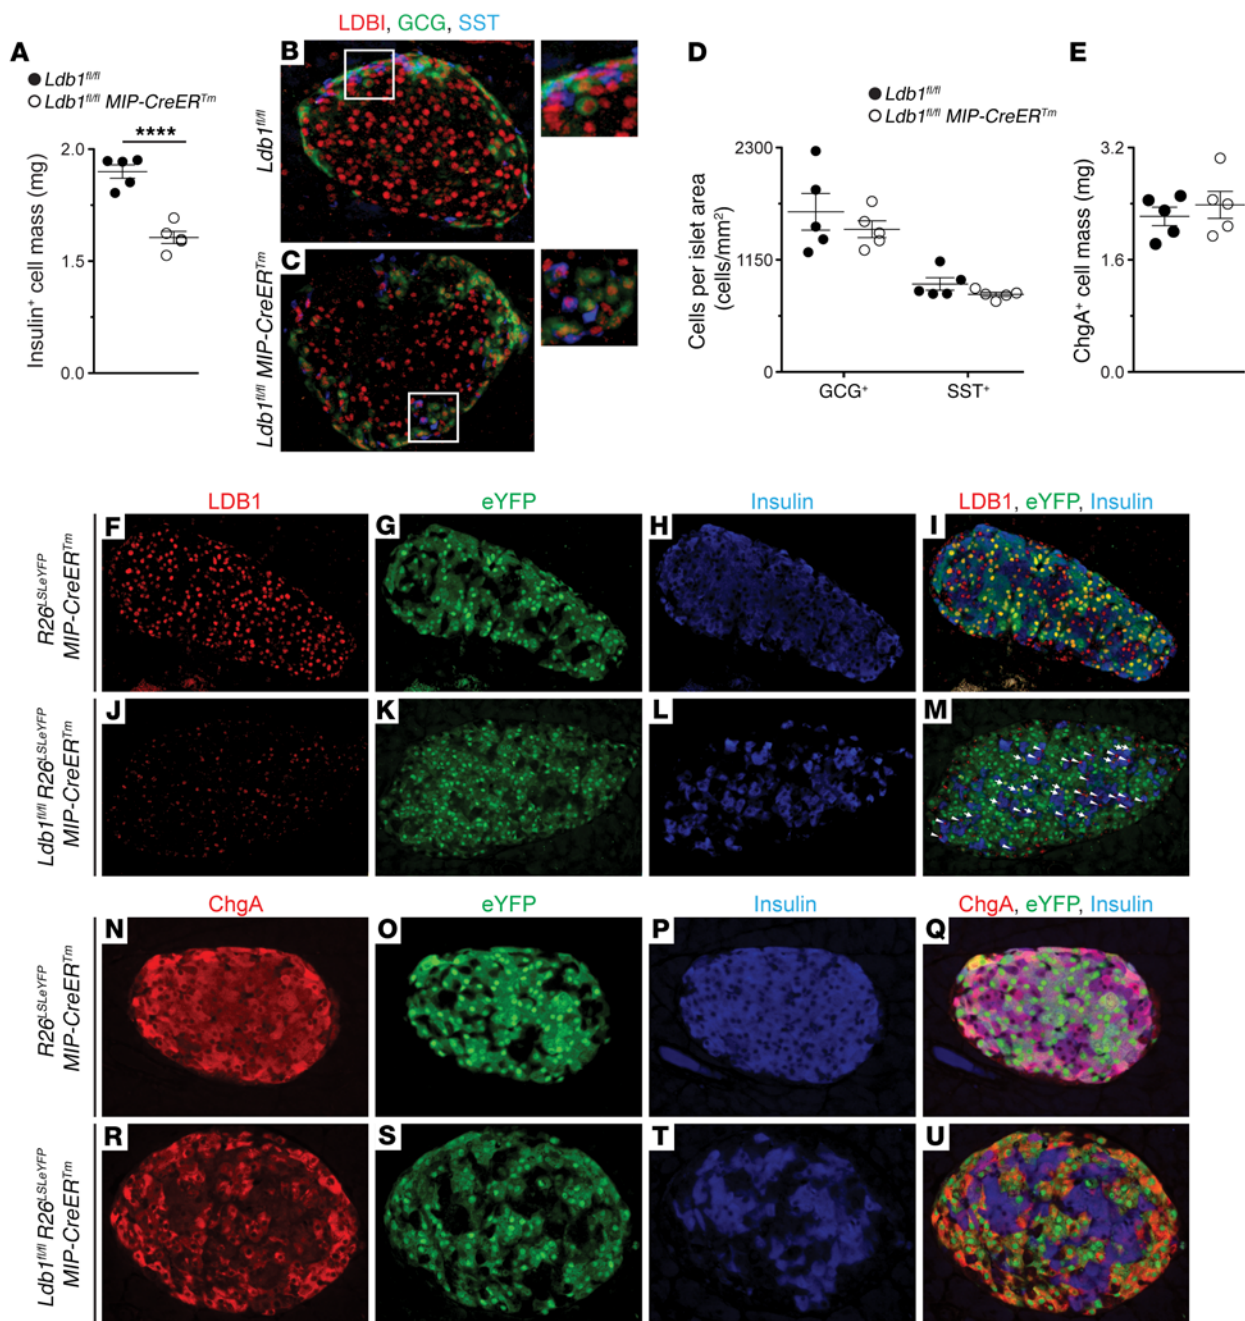 A
Ldb1fl/fl
Ldb1fl/fl MIP-CreERTm
****
2.0
1.5
0.0
Insulin+ cell mass (mg)
LDBI, GCG, SST
B
Ldb1fl/fl
C
Ldb1fl/fl MIP-CreERTm
D
Ldb1fl/fl
Ldb1fl/fl MIP-CreERTm
2300
1150
0
Cells per islet area
(cells/mm2)
GCG+
SST+
E
3.2
1.6
0.0
ChgA+ cell mass (mg)
LDB1
eYFP
Insulin
LDB1, eYFP, Insulin
R26LSLeYFP
MIP-CreERTm
F
G
H
I
Ldb1fl/fl R26LSLeYFP
MIP-CreERTm
J
K
L
M
ChgA
eYFP
Insulin
ChgA, eYFP, Insulin
R26LSLeYFP
MIP-CreERTm
N
O
P
Q
Ldb1fl/fl R26LSLeYFP
MIP-CreERTm
R
S
T
U